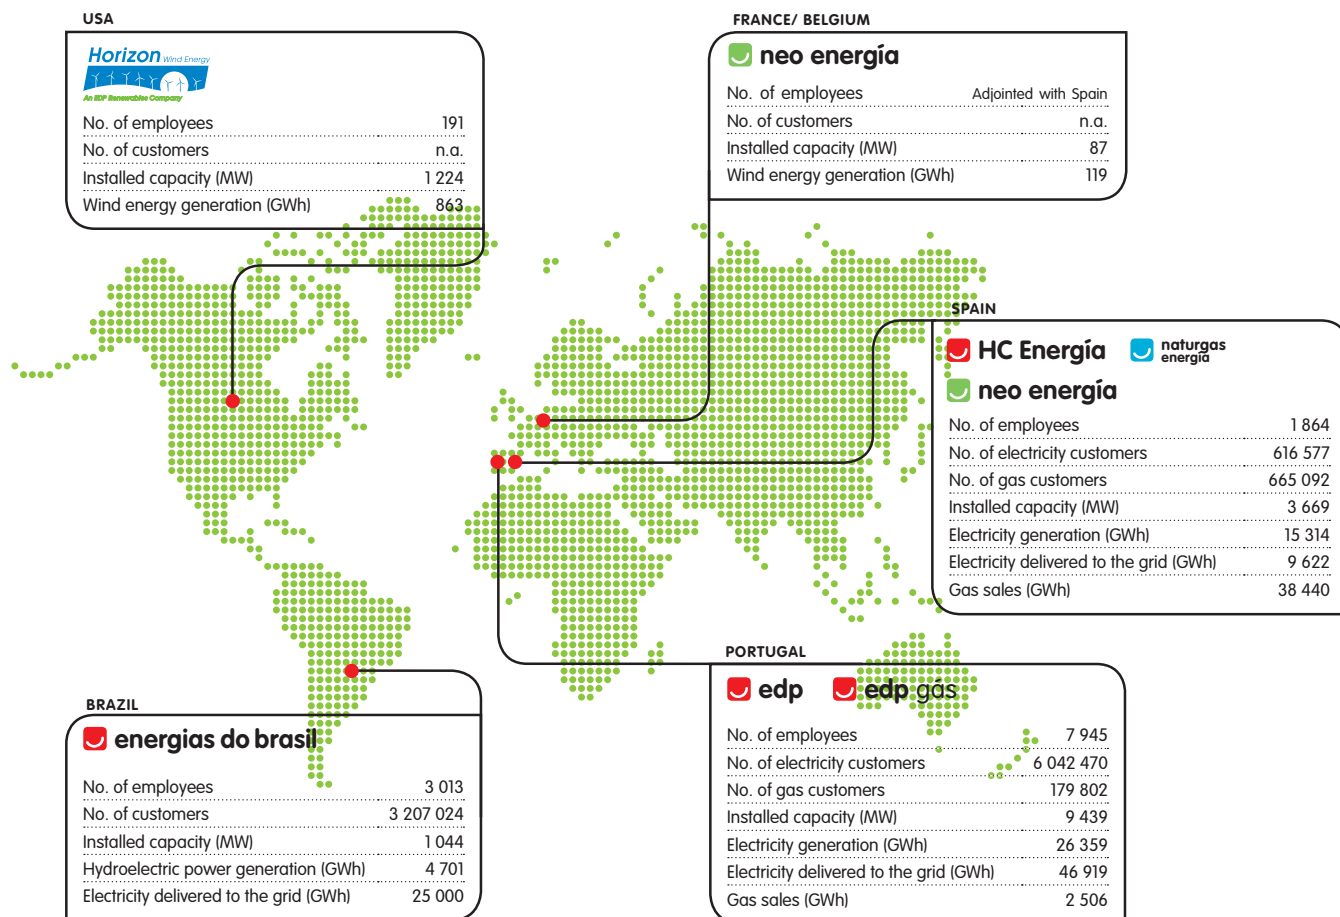 USA
Horizon Wind Energy
An EDP Renewables Company
No. of employees 191
No. of customers n.a.
Installed capacity (MW) 1 224
Wind energy generation (GWh) 863
FRANCE/ BELGIUM
neo energía
No. of employees Adjointed with Spain
No. of customers n.a.
Installed capacity (MW) 87
Wind energy generation (GWh) 119
SPAIN
HC Energía naturgas energía
neo energía
No. of employees 1 864
No. of electricity customers 616 577
No. of gas customers 665 092
Installed capacity (MW) 3 669
Electricity generation (GWh) 15 314
Electricity delivered to the grid (GWh) 9 622
Gas sales (GWh) 38 440
BRAZIL
energias do brasil
No. of employees 3 013
No. of customers 3 207 024
Installed capacity (MW) 1 044
Hydroelectric power generation (GWh) 4 701
Electricity delivered to the grid (GWh) 25 000
PORTUGAL
edp edp gás
No. of employees 7 945
No. of electricity customers 6 042 470
No. of gas customers 179 802
Installed capacity (MW) 9 439
Electricity generation (GWh) 26 359
Electricity delivered to the grid (GWh) 46 919
Gas sales (GWh) 2 506